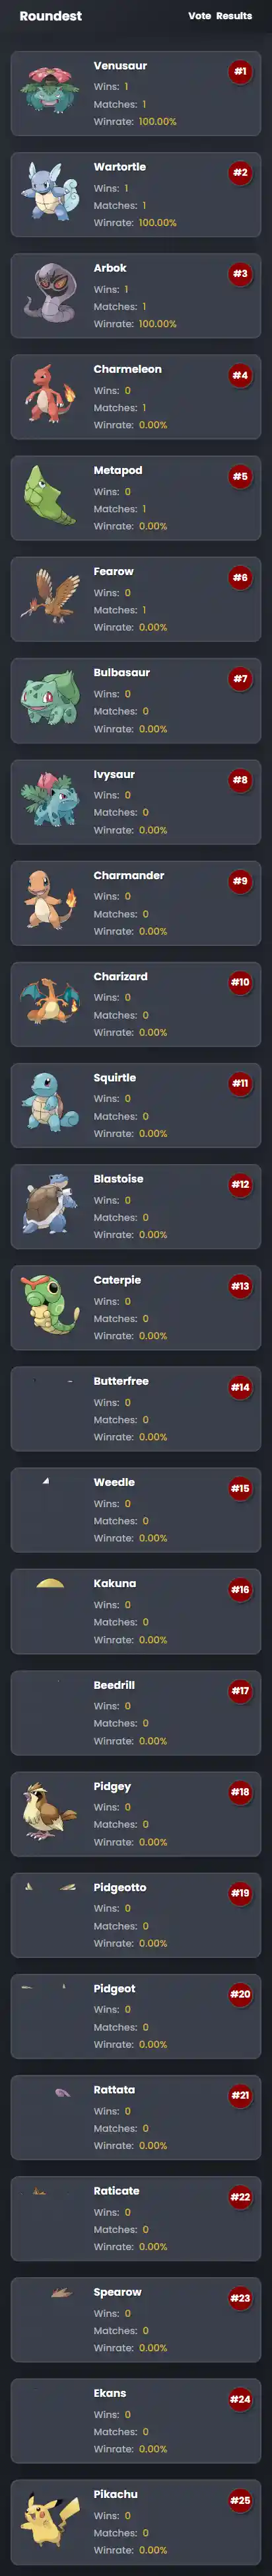 Roundest
Vote Results
Venusaur
#1
Wins: 1
Matches: 1
Winrate: 100.00%
Wartortle
#2
Wins: 1
Matches: 1
Winrate: 100.00%
Arbok
#3
Wins: 1
Matches: 1
Winrate: 100.00%
Charmeleon
#4
Wins: 0
Matches: 1
Winrate: 0.00%
Metapod
#5
Wins: 0
Matches: 1
Winrate: 0.00%
Fearow
#6
Wins: 0
Matches: 1
Winrate: 0.00%
Bulbasaur
#7
Wins: 0
Matches: 0
Winrate: 0.00%
Ivysaur
#8
Wins: 0
Matches: 0
Winrate: 0.00%
Charmander
#9
Wins: 0
Matches: 0
Winrate: 0.00%
Charizard
#10
Wins: 0
Matches: 0
Winrate: 0.00%
Squirtle
#11
Wins: 0
Matches: 0
Winrate: 0.00%
Blastoise
#12
Wins: 0
Matches: 0
Winrate: 0.00%
Caterpie
#13
Wins: 0
Matches: 0
Winrate: 0.00%
Butterfree
#14
Wins: 0
Matches: 0
Winrate: 0.00%
Weedle
#15
Wins: 0
Matches: 0
Winrate: 0.00%
Kakuna
#16
Wins: 0
Matches: 0
Winrate: 0.00%
Beedrill
#17
Wins: 0
Matches: 0
Winrate: 0.00%
Pidgey
#18
Wins: 0
Matches: 0
Winrate: 0.00%
Pidgeotto
#19
Wins: 0
Matches: 0
Winrate: 0.00%
Pidgeot
#20
Wins: 0
Matches: 0
Winrate: 0.00%
Rattata
#21
Wins: 0
Matches: 0
Winrate: 0.00%
Raticate
#22
Wins: 0
Matches: 0
Winrate: 0.00%
Spearow
#23
Wins: 0
Matches: 0
Winrate: 0.00%
Ekans
#24
Wins: 0
Matches: 0
Winrate: 0.00%
Pikachu
#25
Wins: 0
Matches: 0
Winrate: 0.00%